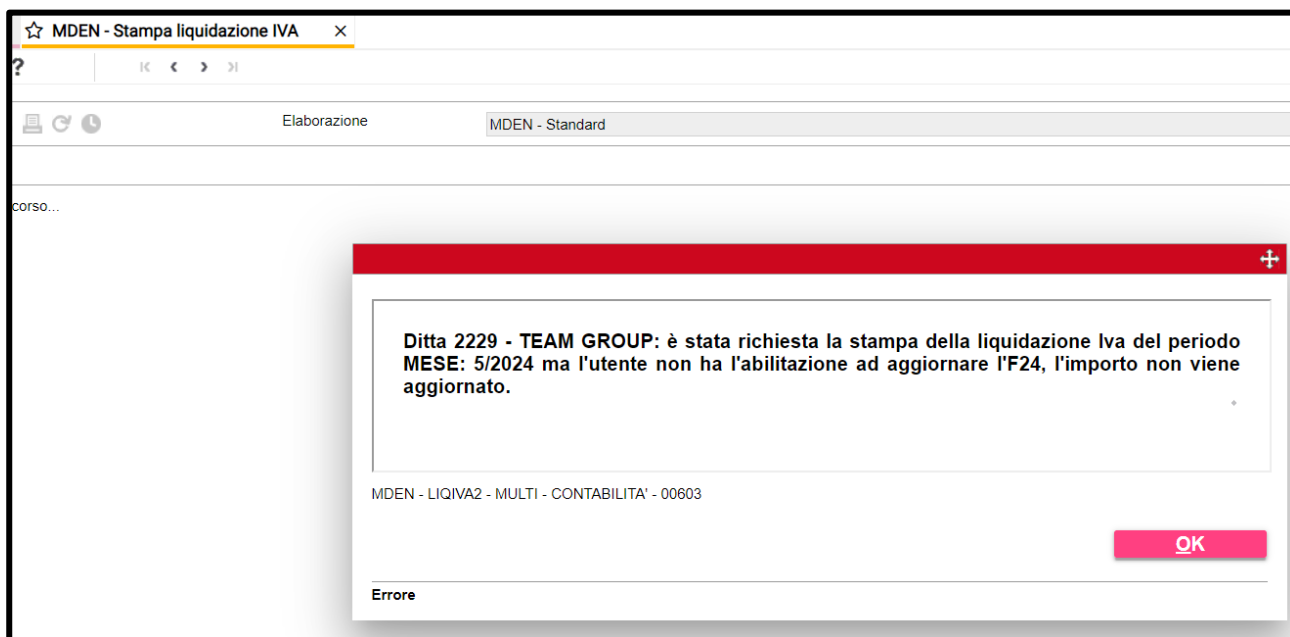 MDEN - Stampa liquidazione IVA
?
Elaborazione
MDEN - Standard
corso...
Ditta 2229 - TEAM GROUP: è stata richiesta la stampa della liquidazione Iva del periodo
MESE: 5/2024 ma l'utente non ha l'abilitazione ad aggiornare l'F24, l'importo non viene
aggiornato.
MDEN - LIQIVA2 - MULTI - CONTABILITA' - 00603
OK
Errore